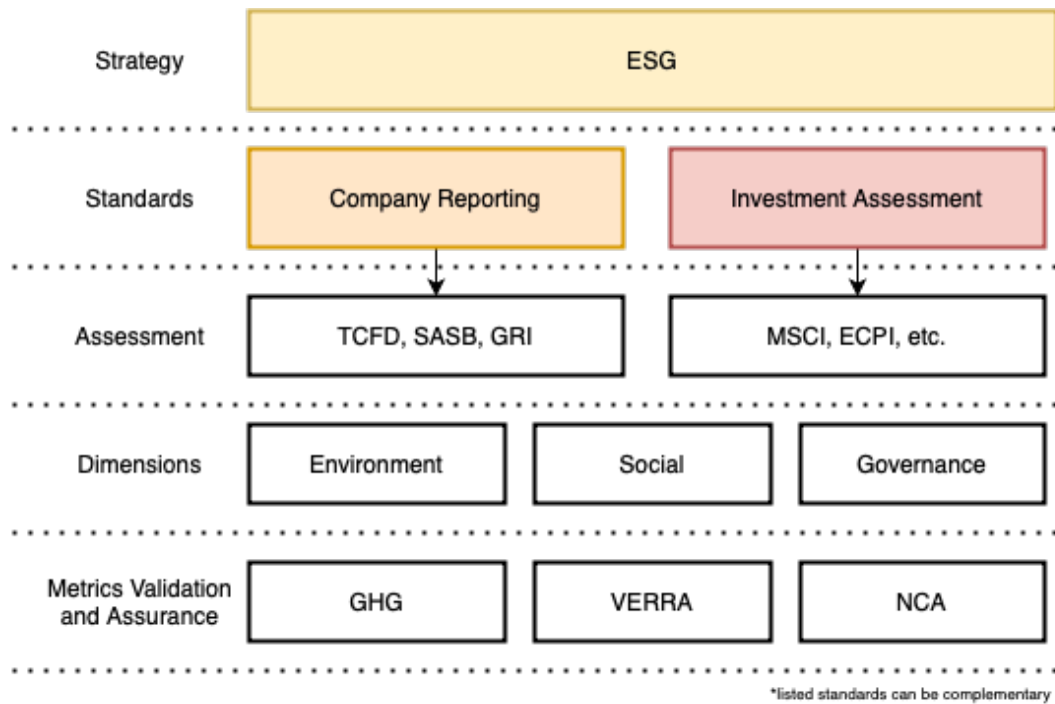 Strategy
ESG
Standards
Company Reporting
Investment Assessment
Assessment
TCFD, SASB, GRI
MSCI, ECPI, etc.
Dimensions
Environment
Social
Governance
Metrics Validation
and Assurance
GHG
VERRA
NCA
*listed standards can be complementary